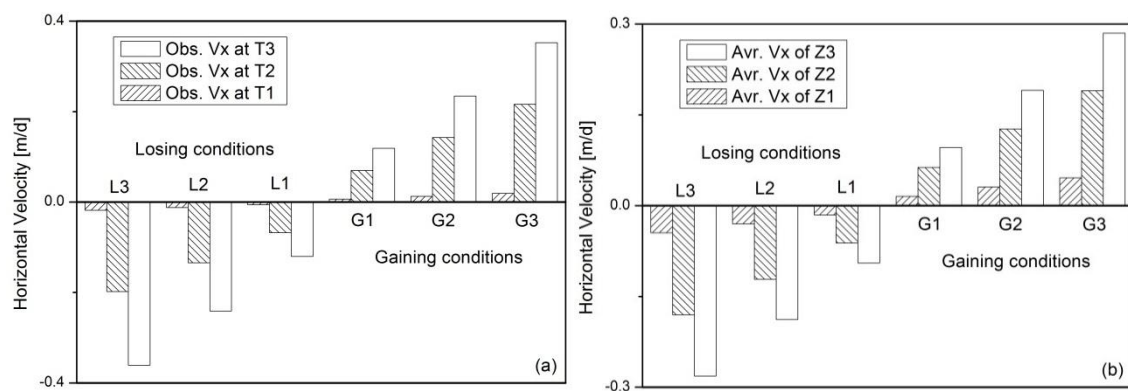 0.4
Obs. Vx at T3
Obs. Vx at T2
Obs. Vx at T1
Losing conditions
L3 L2 L1
0.0
G1 G2 G3
Gaining conditions
-0.4
(a)
Horizontal Velocity [m/d]
0.3
Avr. Vx of Z3
Avr. Vx of Z2
Avr. Vx of Z1
Losing conditions
L3 L2 L1
0.0
G1 G2 G3
Gaining conditions
-0.3
(b)
Horizontal Velocity [m/d]